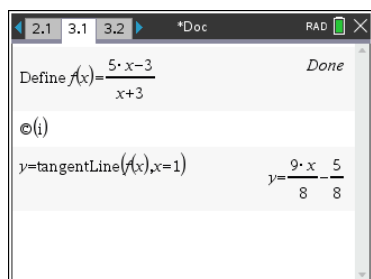 2.1 3.1 3.2 *Doc RAD
Define f(x)=(5·x−3)/(x+3) Done
©(i)
y=tangentLine(f(x),x=1) y=(9·x)/8−5/8